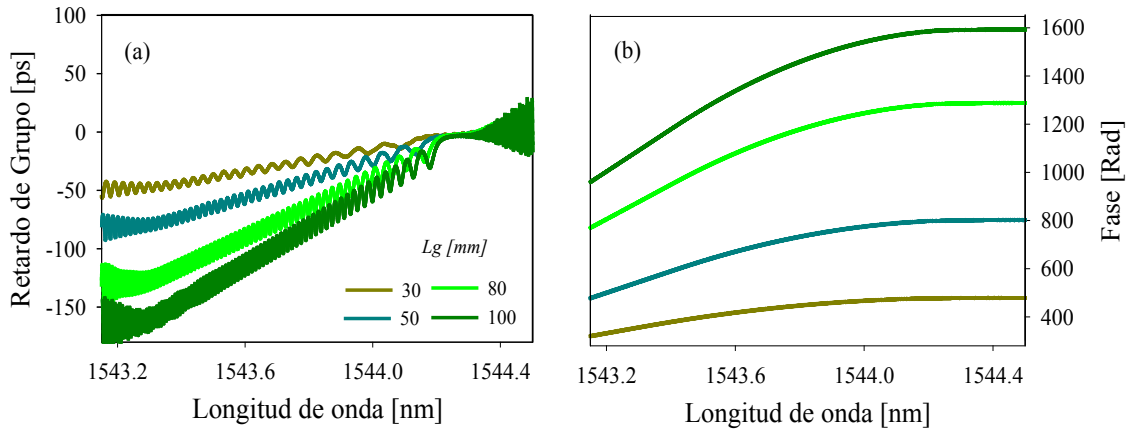 (a)
Retardo de Grupo [ps]
100
50
0
-50
-100
-150
Lg [mm]
30 80
50 100
1543.2 1543.6 1544.0 1544.4
Longitud de onda [nm]
(b)
1600
1400
1200
1000
800
600
400
Fase [Rad]
1543.2 1543.6 1544.0 1544.4
Longitud de onda [nm]